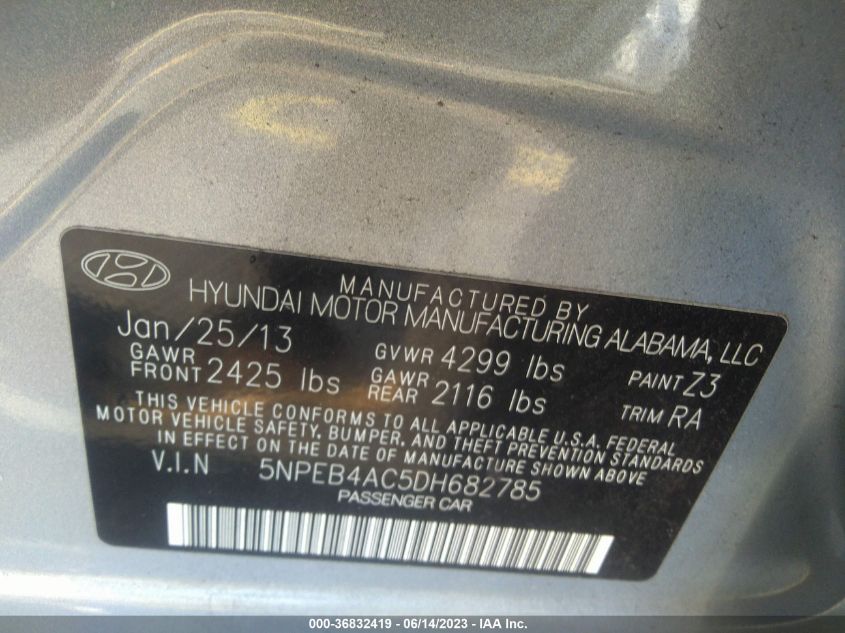 MANUFACTURED BY
HYUNDAI MOTOR MANUFACTURING ALABAMA, LLC
Jan/25/13 GVWR 4299 lbs PAINT Z3
GAWR FRONT 2425 lbs GAWR REAR 2116 lbs TRIM RA
THIS VEHICLE CONFORMS TO ALL APPLICABLE U.S.A. FEDERAL
MOTOR VEHICLE SAFETY, BUMPER, AND THEFT PREVENTION STANDARDS
IN EFFECT ON THE DATE OF MANUFACTURE SHOWN ABOVE
V.I.N 5NPEB4AC5DH682785
PASSENGER CAR
000-36832419 - 06/14/2023 - IAA Inc.